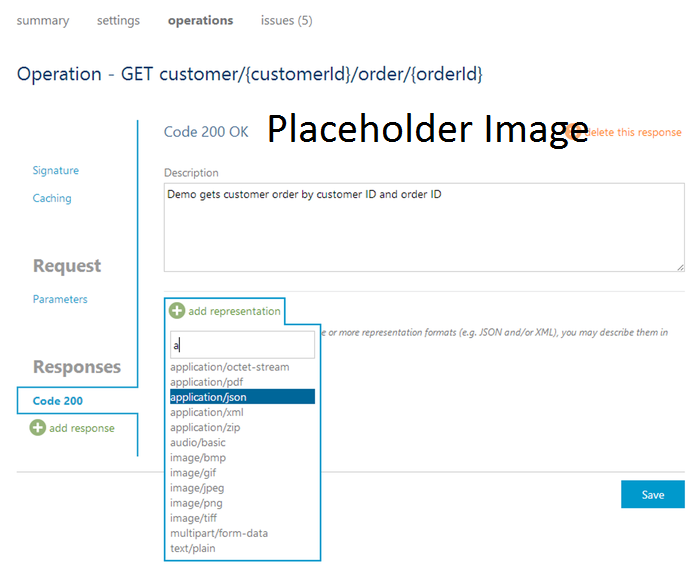 summary settings operations issues (5)
Operation - GET customer/{customerId}/order/{orderId}
Code 200 OK
Placeholder Image
delete this response
Signature
Caching
Request
Parameters
Responses
Code 200
add response
Description
Demo gets customer order by customer ID and order ID
add representation
e or more representation formats (e.g. JSON and/or XML), you may describe them in
a
application/octet-stream
application/pdf
application/json
application/xml
application/zip
audio/basic
image/bmp
image/gif
image/jpeg
image/png
image/tiff
multipart/form-data
text/plain
Save